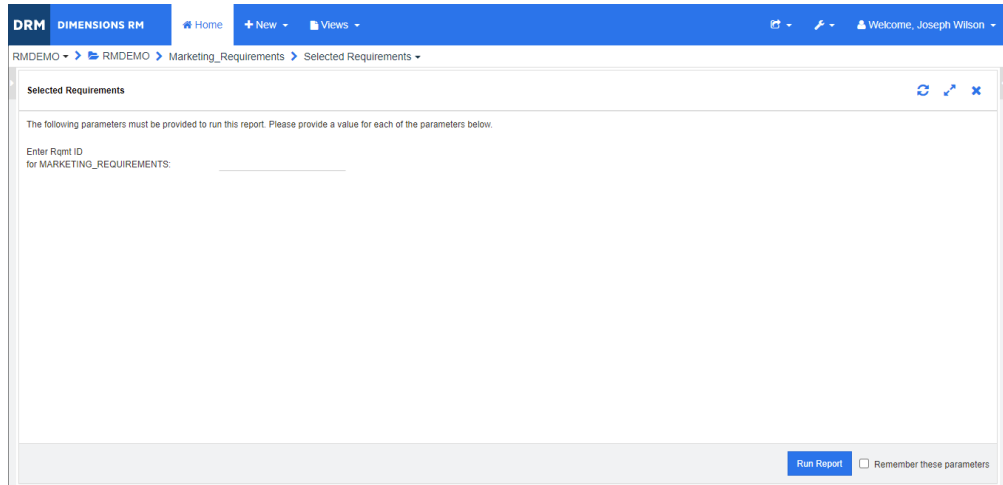 DRM DIMENSIONS RM Home New Views Welcome, Joseph Wilson
RMDEMO RMDEMO Marketing_Requirements Selected Requirements
Selected Requirements
The following parameters must be provided to run this report. Please provide a value for each of the parameters below.
Enter Rqmt ID
for MARKETING_REQUIREMENTS:
Run Report Remember these parameters